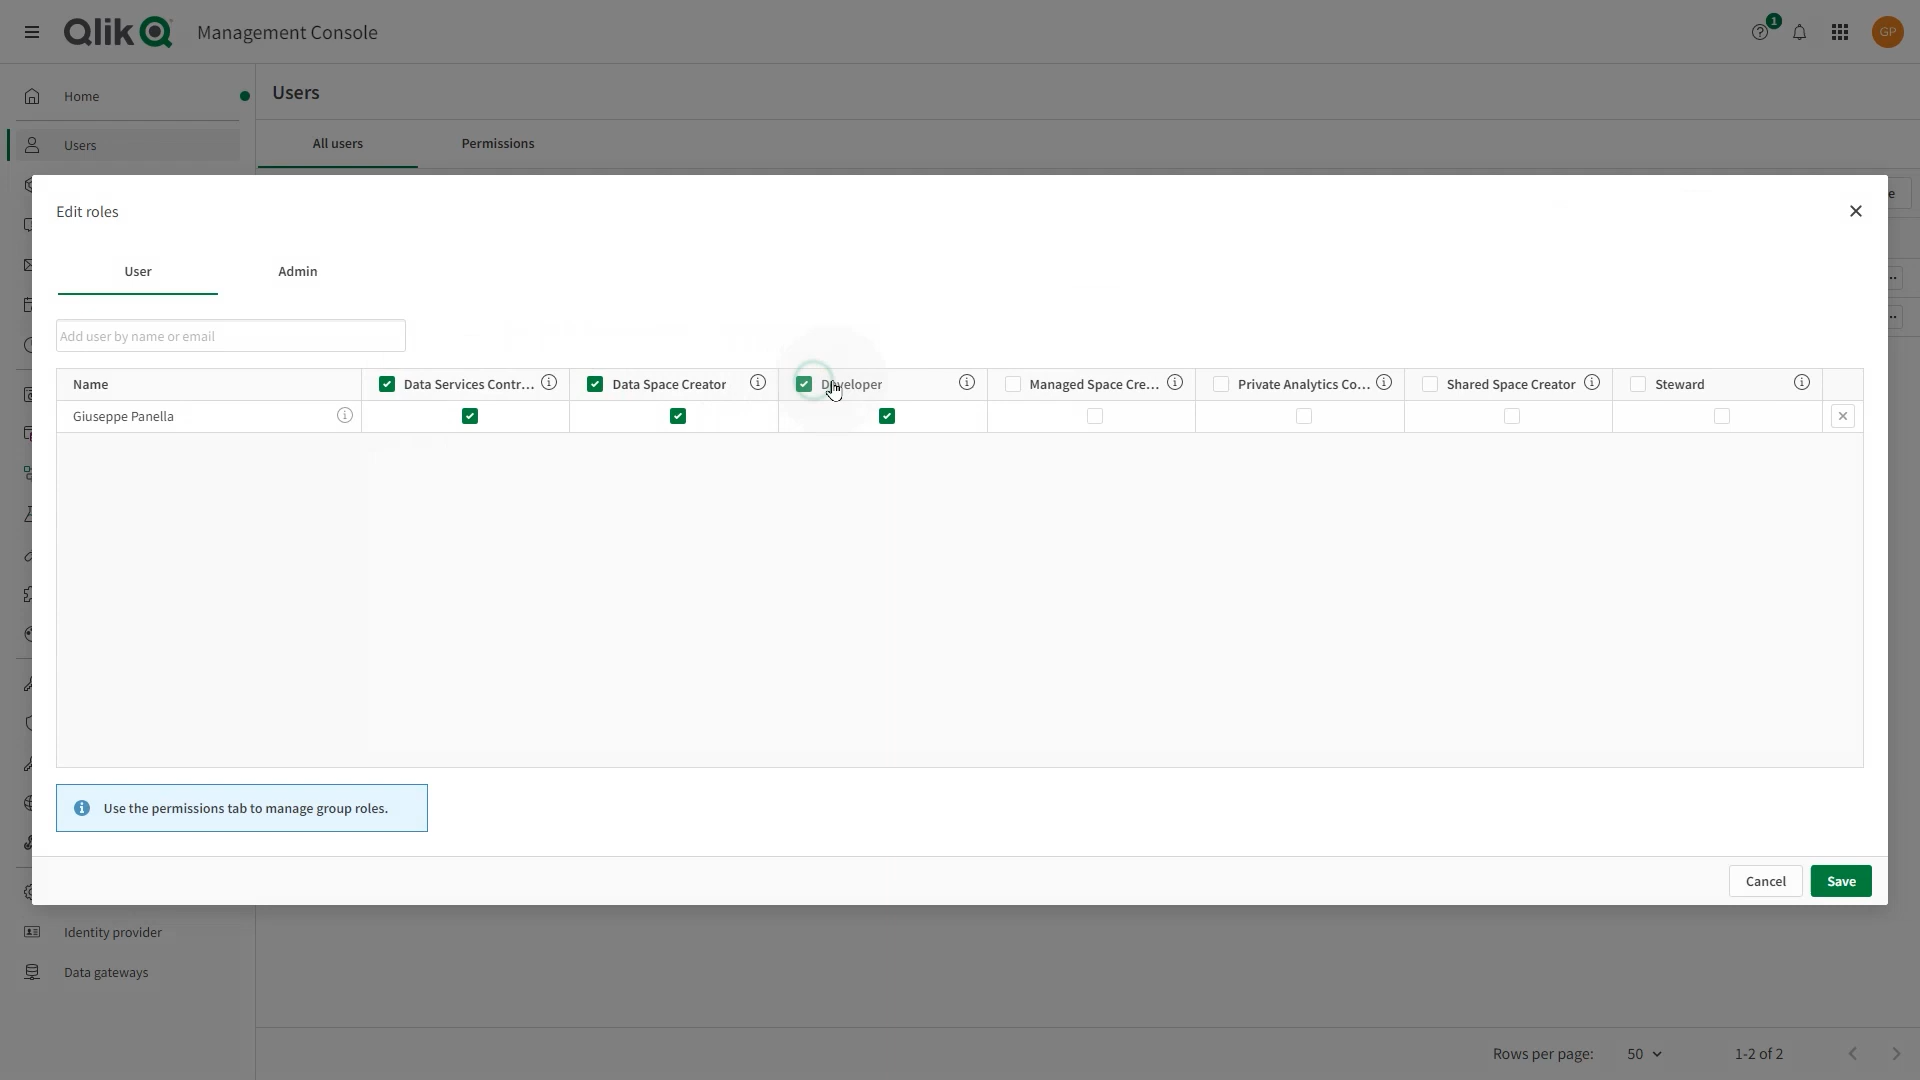 Qlik
Management Console
1
GP
Home
Users
Users
All users
Permissions
e
Edit roles
User
Admin
Add user by name or email
Name
Data Services Contr...
Data Space Creator
Developer
Managed Space Cre...
Private Analytics Co...
Shared Space Creator
Steward
Giuseppe Panella
Use the permissions tab to manage group roles.
Cancel
Save
Identity provider
Data gateways
Rows per page:
50
1-2 of 2